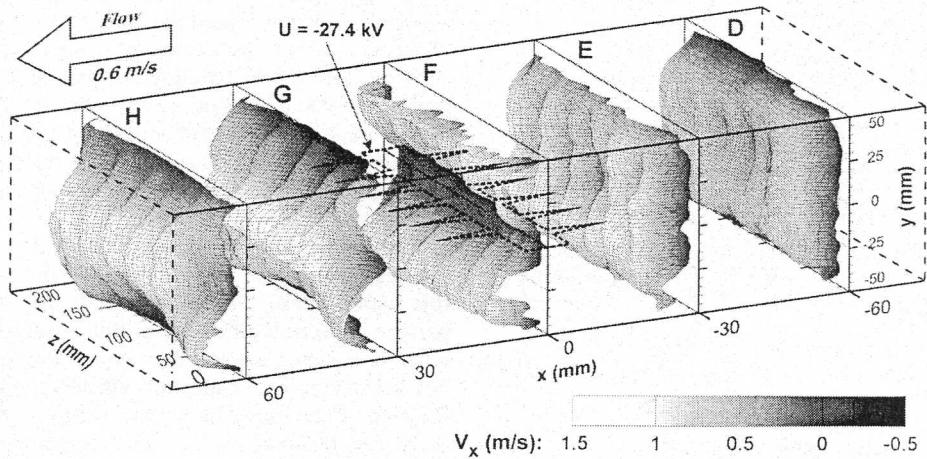 Flow
0.6 m/s
U = -27.4 kV
D
E
F
G
H
50
25
0
-25
-50
y (mm)
200
150
100
50
0
z (mm)
60
30
0
-30
-60
x (mm)
Vₓ (m/s): 1.5 1 0.5 0 -0.5